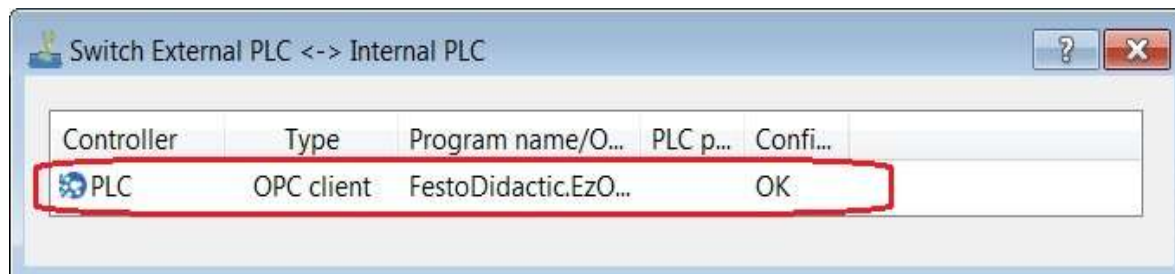 Switch External PLC <-> Internal PLC
?
Controller Type Program name/O... PLC p... Confi...
PLC OPC client FestoDidactic.EzO... OK